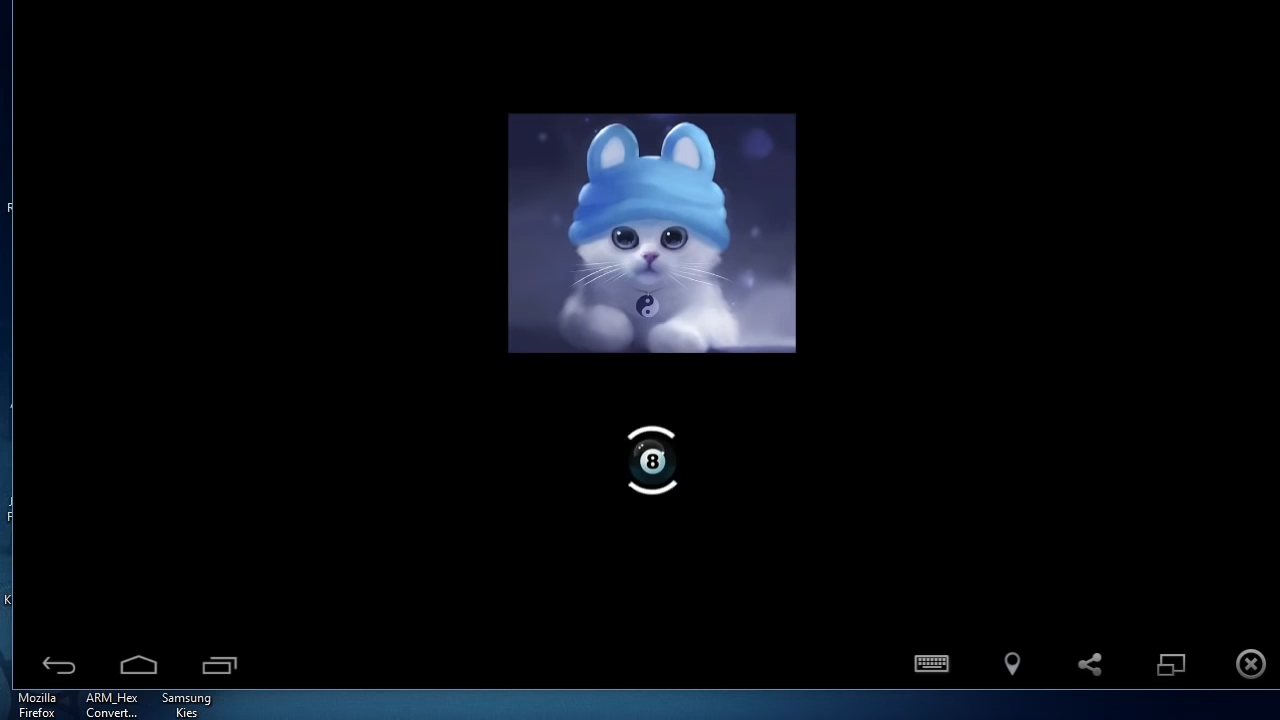 R
8
J
F
K
Mozilla
Firefox
ARM_Hex
Convert...
Samsung
Kies